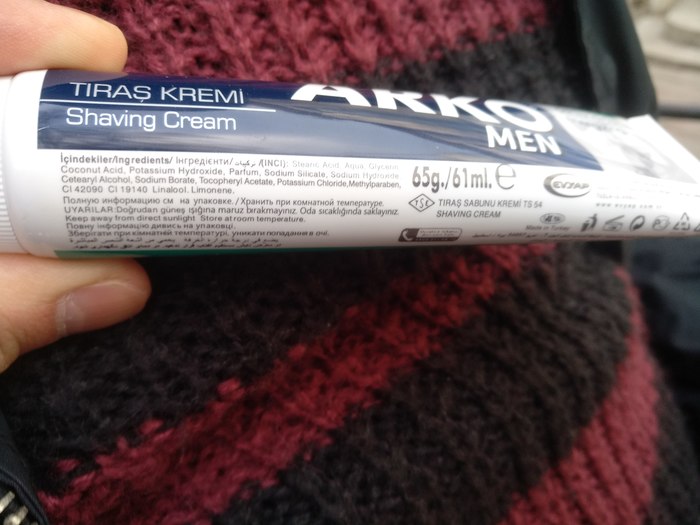 TIRAŞ KREMİ
Shaving Cream
ARKO
MEN
İçindekiler/Ingredients/ Інгредієнти/تركيبات/(INCI): Stearic Acid, Aqua, Glycerin,
Coconut Acid, Potassium Hydroxide, Parfum, Sodium Silicate, Sodium Hydroxide,
Cetearyl Alcohol, Sodium Borate, Tocopheryl Acetate, Potassium Chloride, Methylparaben,
CI 42090 CI 19140 Linalool. Limonene.
Полную информацию см на упаковке. / Хранить при комнатной температуре.
UYARILAR Doğrudan güneş ışığına maruz bırakmayınız. Oda sıcaklığında saklayınız.
Keep away from direct sunlight Store at room temperature.
Повну інформацію дивись на упаковці.
Зберігати при кімнатній температурі, уникати попадання в очі.
65g./61ml. e
TSE
TIRAŞ SABUNU KREMİ TS 54
SHAVING CREAM
EVYAP
Made in Turkey